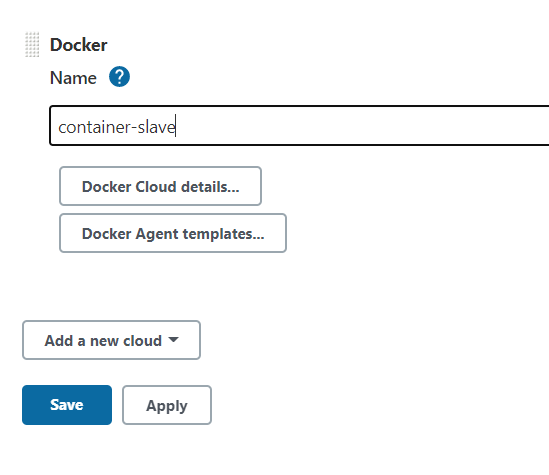 Docker
Name ?
container-slave
Docker Cloud details...
Docker Agent templates...
Add a new cloud
Save Apply